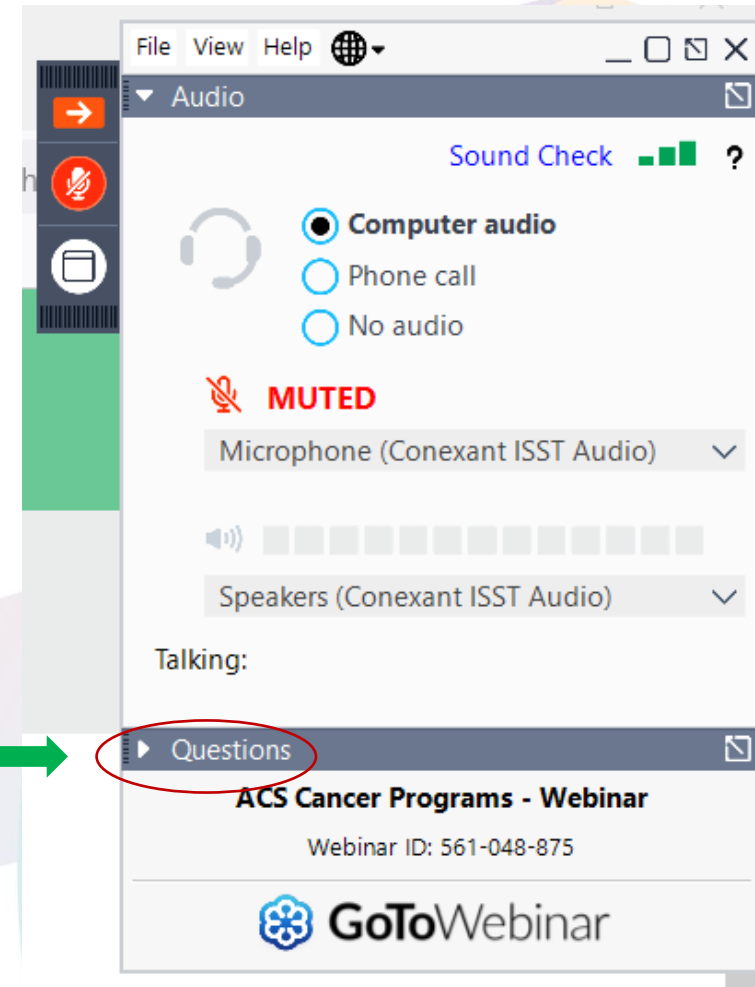 File View Help
Audio
Sound Check ?
Computer audio
Phone call
No audio
MUTED
Microphone (Conexant ISST Audio)
Speakers (Conexant ISST Audio)
Talking:
Questions
ACS Cancer Programs - Webinar
Webinar ID: 561-048-875
GoToWebinar